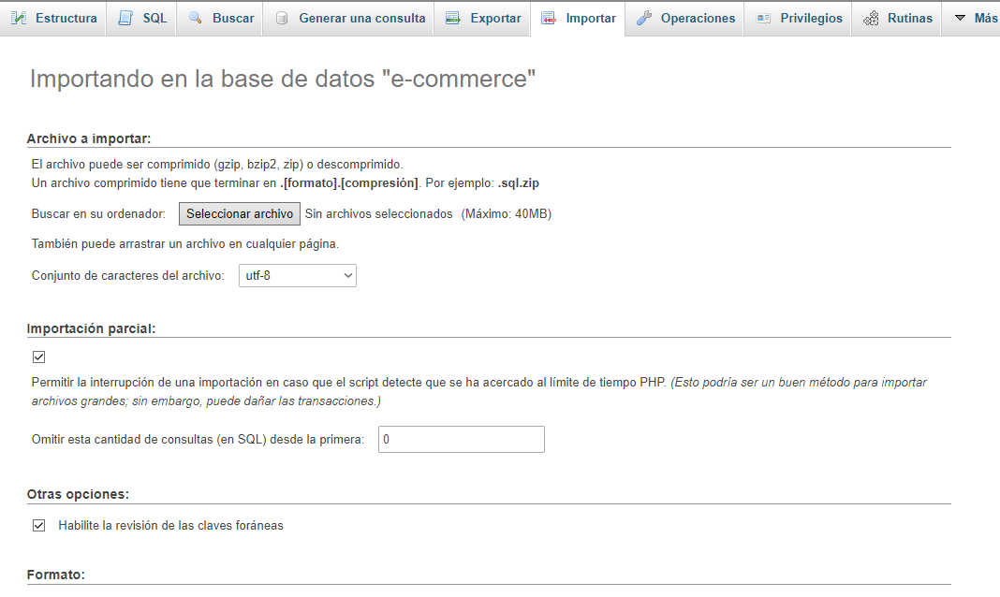 Estructura SQL Buscar Generar una consulta Exportar Importar Operaciones Privilegios Rutinas Más
Importando en la base de datos "e-commerce"
Archivo a importar:
El archivo puede ser comprimido (gzip, bzip2, zip) o descomprimido.
Un archivo comprimido tiene que terminar en .[formato].[compresión]. Por ejemplo: .sql.zip
Buscar en su ordenador: Seleccionar archivo Sin archivos seleccionados (Máximo: 40MB)
También puede arrastrar un archivo en cualquier página.
Conjunto de caracteres del archivo: utf-8
Importación parcial:
Permitir la interrupción de una importación en caso que el script detecte que se ha acercado al límite de tiempo PHP. (Esto podría ser un buen método para importar
archivos grandes; sin embargo, puede dañar las transacciones.)
Omitir esta cantidad de consultas (en SQL) desde la primera: 0
Otras opciones:
Habilite la revisión de las claves foráneas
Formato: